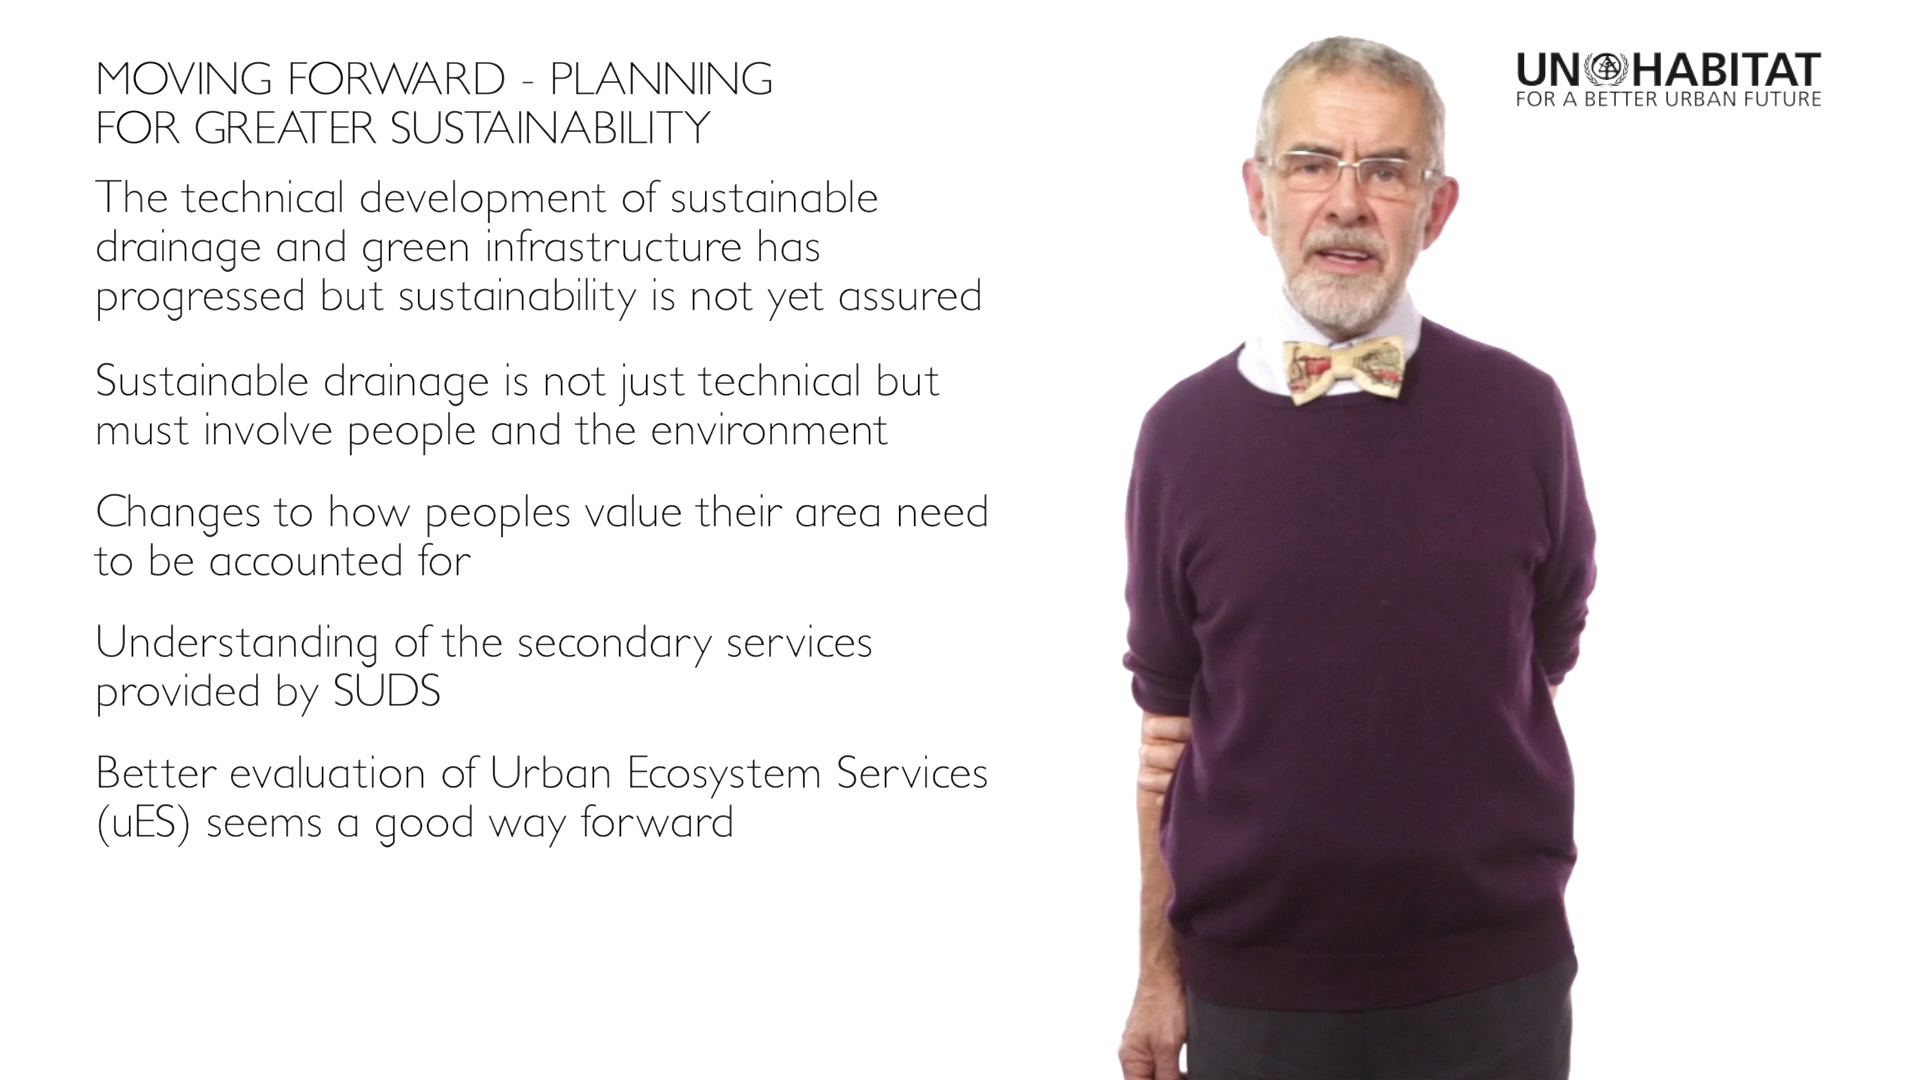 MOVING FORWARD - PLANNING
FOR GREATER SUSTAINABILITY
The technical development of sustainable
drainage and green infrastructure has
progressed but sustainability is not yet assured
Sustainable drainage is not just technical but
must involve people and the environment
Changes to how peoples value their area need
to be accounted for
Understanding of the secondary services
provided by SUDS
Better evaluation of Urban Ecosystem Services
(uES) seems a good way forward
UN HABITAT
FOR A BETTER URBAN FUTURE